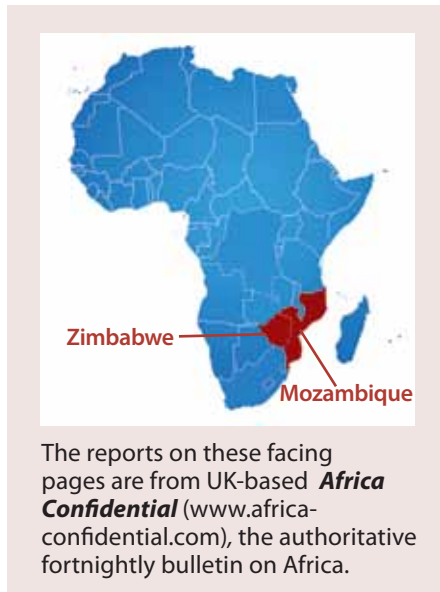 Zimbabwe
Mozambique
The reports on these facing
pages are from UK-based Africa
Confidential (www.africa-
confidential.com), the authoritative
fortnightly bulletin on Africa.